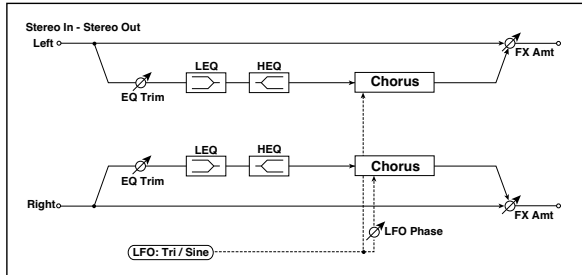 Stereo In - Stereo Out
Left
FX Amt
LEQ
HEQ
EQ Trim
Chorus
LEQ
HEQ
EQ Trim
Chorus
Right
LFO Phase
FX Amt
LFO: Tri / Sine